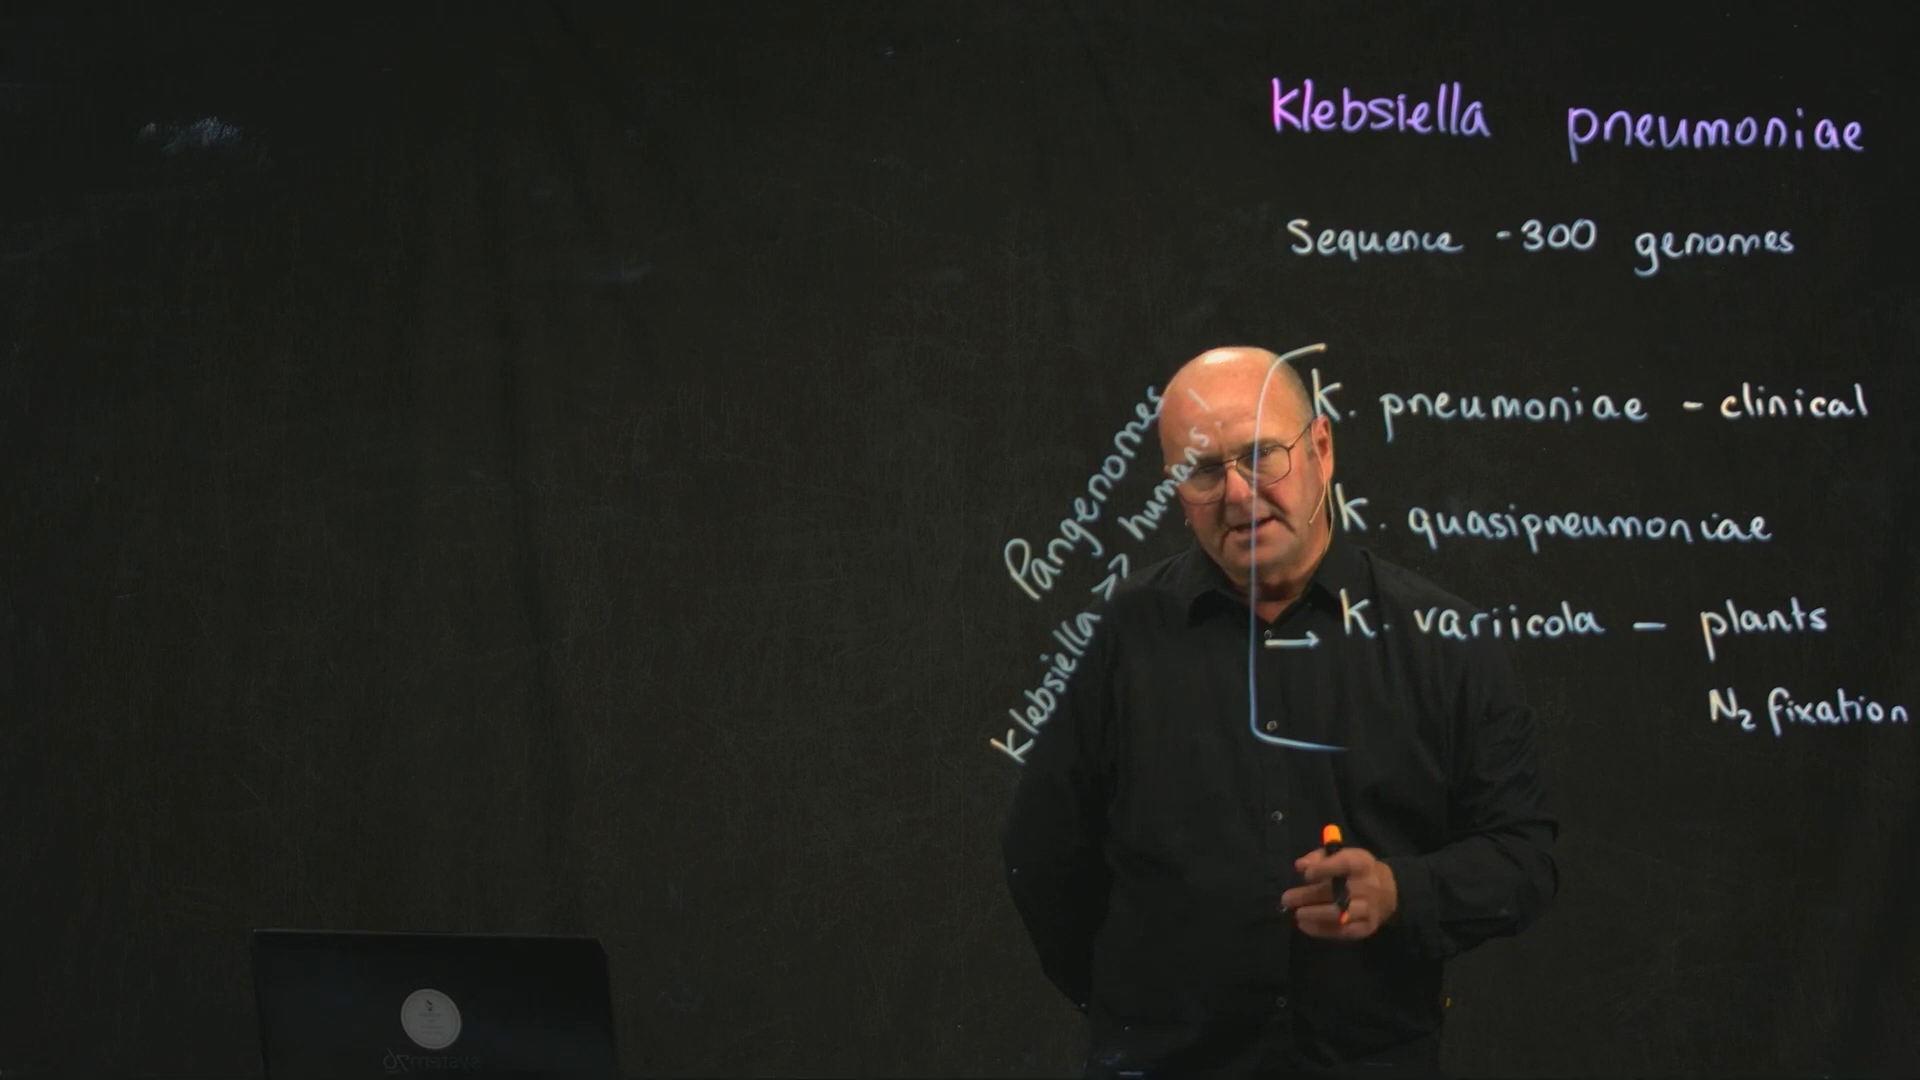 Klebsiella pneumoniae
Sequence - 300 genomes
K. pneumoniae - clinical
K. quasipneumoniae
→ K. variicola - plants
N₂ fixation
Pangenomes
Klebsiella >> humans!